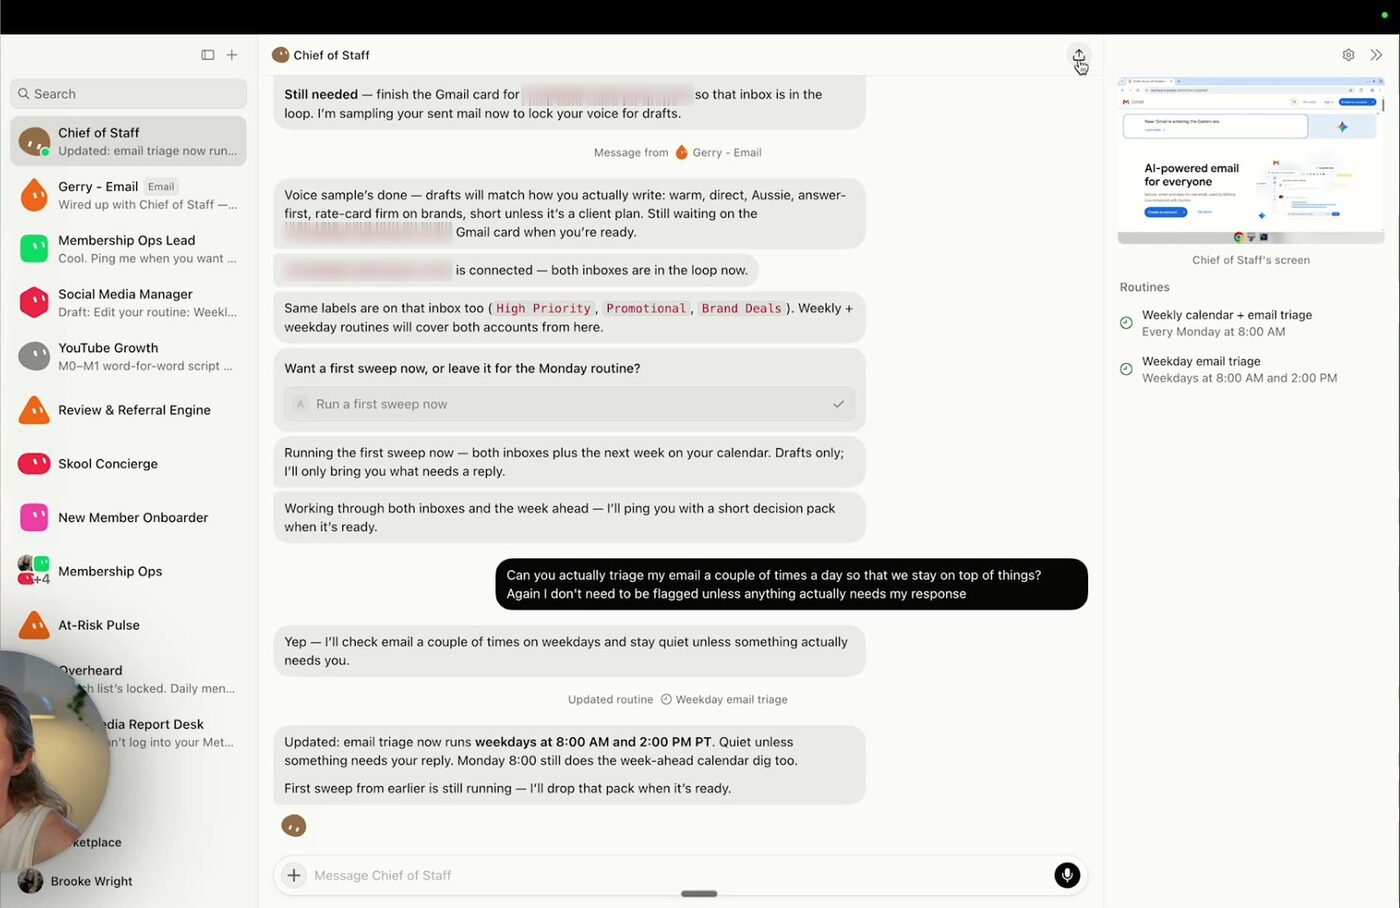 Search
Chief of Staff
Updated: email triage now run...
Gerry - Email Email
Wired up with Chief of Staff —...
Membership Ops Lead
Cool. Ping me when you want ...
Social Media Manager
Draft: Edit your routine: Weekl...
YouTube Growth
M0–M1 word-for-word script ...
Review & Referral Engine
Skool Concierge
New Member Onboarder
+4
Membership Ops
At-Risk Pulse
Overheard
list's locked. Daily men...
Report Desk
log into your Met...
Brooke Wright
Chief of Staff
Still needed — finish the Gmail card for so that inbox is in the
loop. I'm sampling your sent mail now to lock your voice for drafts.
Message from Gerry - Email
Voice sample's done — drafts will match how you actually write: warm, direct, Aussie, answer-
first, rate-card firm on brands, short unless it's a client plan. Still waiting on the
Gmail card when you're ready.
is connected — both inboxes are in the loop now.
Same labels are on that inbox too ( High Priority , Promotional , Brand Deals ). Weekly +
weekday routines will cover both accounts from here.
Want a first sweep now, or leave it for the Monday routine?
A Run a first sweep now
Running the first sweep now — both inboxes plus the next week on your calendar. Drafts only;
I'll only bring you what needs a reply.
Working through both inboxes and the week ahead — I'll ping you with a short decision pack
when it's ready.
Can you actually triage my email a couple of times a day so that we stay on top of things?
Again I don't need to be flagged unless anything actually needs my response
Yep — I'll check email a couple of times on weekdays and stay quiet unless something actually
needs you.
Updated routine Weekday email triage
Updated: email triage now runs weekdays at 8:00 AM and 2:00 PM PT. Quiet unless
something needs your reply. Monday 8:00 still does the week-ahead calendar dig too.
First sweep from earlier is still running — I'll drop that pack when it's ready.
Message Chief of Staff
Gmail
New: Gmail is entering the Gemini era
AI-powered email
for everyone
Create an account
Chief of Staff's screen
Routines
Weekly calendar + email triage
Every Monday at 8:00 AM
Weekday email triage
Weekdays at 8:00 AM and 2:00 PM